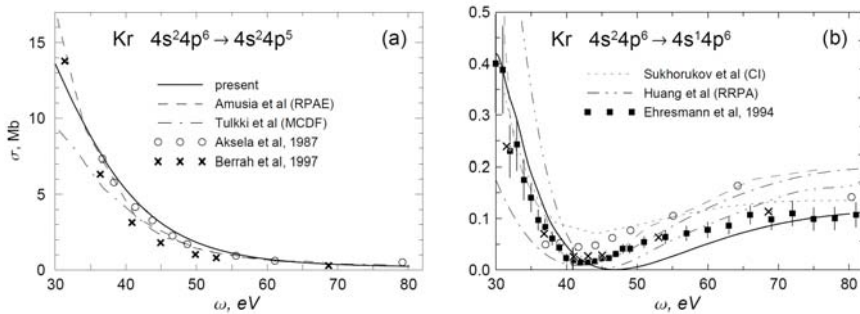 Kr 4s²4p⁶ → 4s²4p⁵ (a)
present
Amusia et al (RPAE)
Tulkki et al (MCDF)
Aksela et al, 1987
Berrah et al, 1997
σ, Mb
15
10
5
0
30 40 50 60 70 80
ω, eV
Kr 4s²4p⁶ → 4s¹4p⁶ (b)
Sukhorukov et al (CI)
Huang et al (RRPA)
Ehresmann et al, 1994
0.5
0.4
0.3
0.2
0.1
0.0
30 40 50 60 70 80
ω, eV